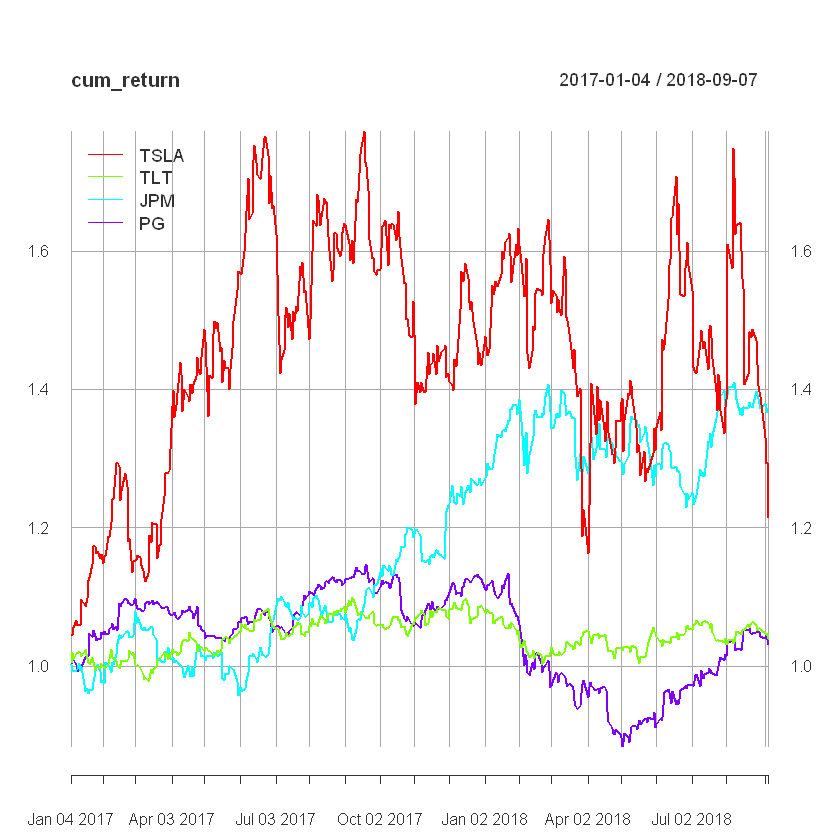 cum_return 2017-01-04 / 2018-09-07
TSLA
TLT
JPM
PG
1.6 1.6
1.4 1.4
1.2 1.2
1.0 1.0
Jan 04 2017 Apr 03 2017 Jul 03 2017 Oct 02 2017 Jan 02 2018 Apr 02 2018 Jul 02 2018